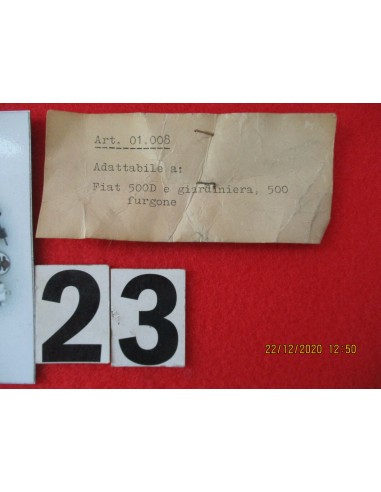 Art. 01.008
Adattabile a:
Fiat 500D e giardiniera, 500
furgone
23
22/12/2020 12:50